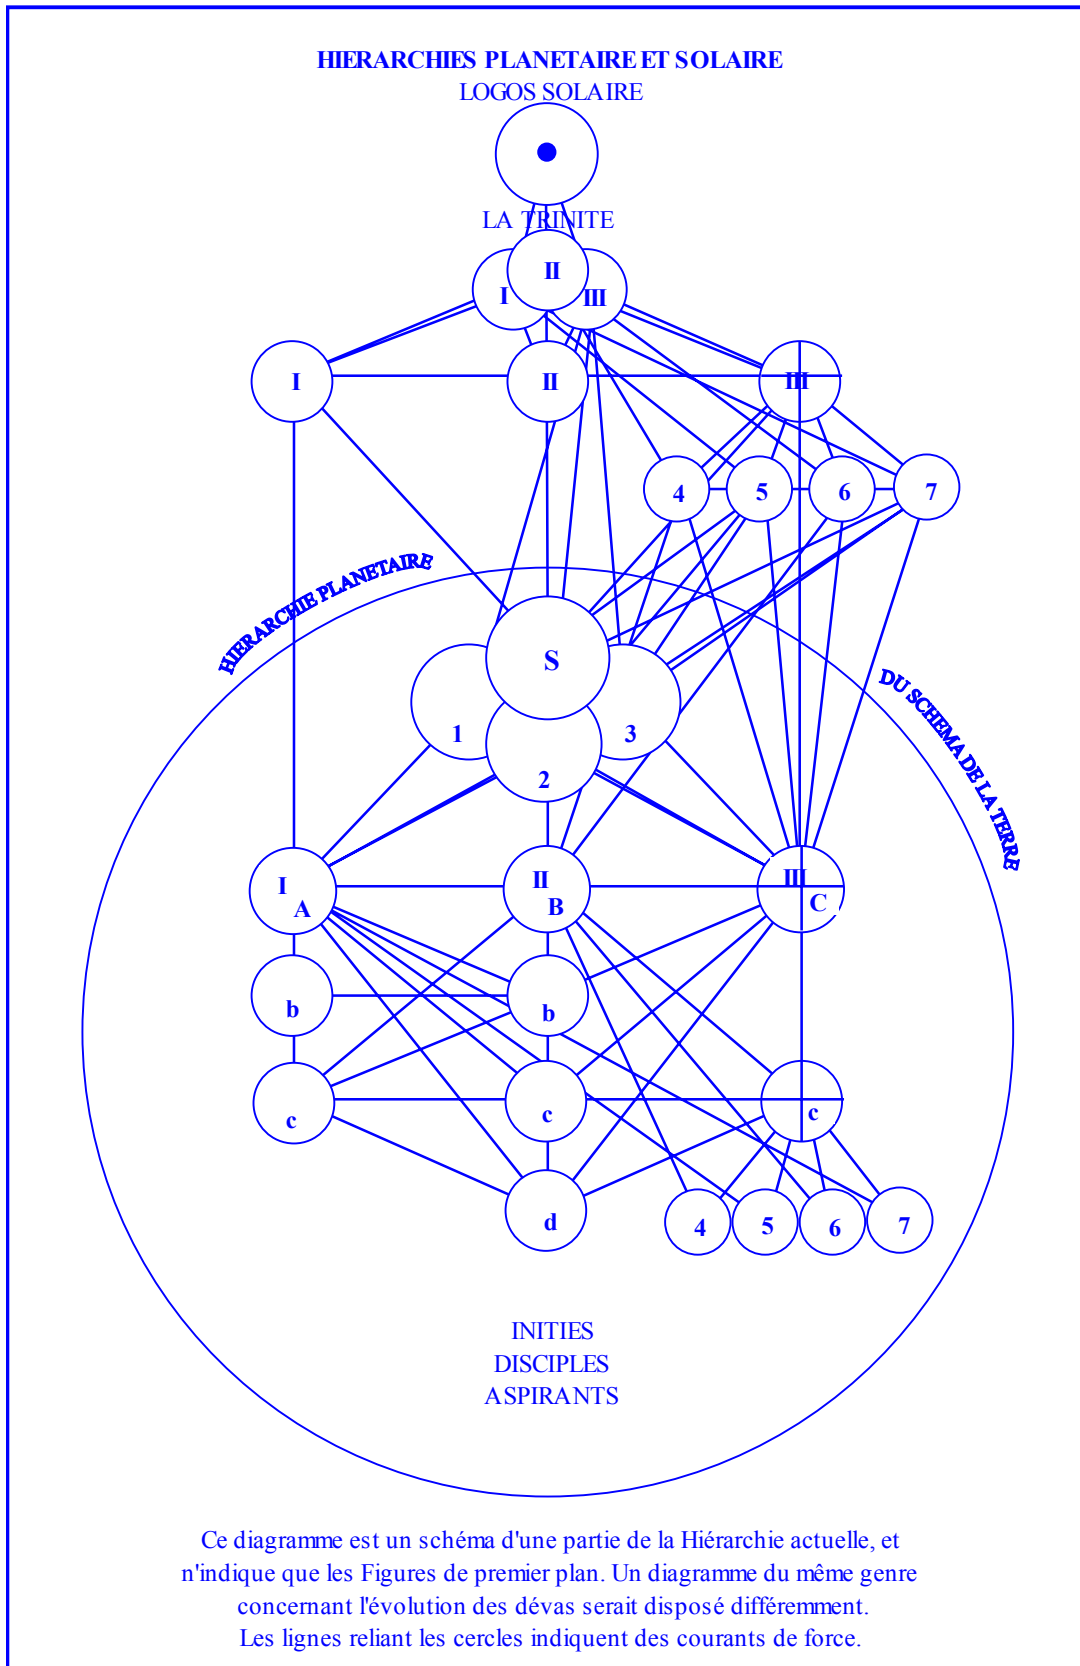 HIERARCHIES PLANETAIRE ET SOLAIRE
LOGOS SOLAIRE
LA TRINITE
II
I III
I II III
4 5 6 7
HIERARCHIE PLANETAIRE
DU SCHEMA DE LA TERRE
S
1 3
2
I II III
A B C
b b
c c c
d 4 5 6 7
INITIES
DISCIPLES
ASPIRANTS
Ce diagramme est un schéma d'une partie de la Hiérarchie actuelle, et
n'indique que les Figures de premier plan. Un diagramme du même genre
concernant l'évolution des dévas serait disposé différemment.
Les lignes reliant les cercles indiquent des courants de force.